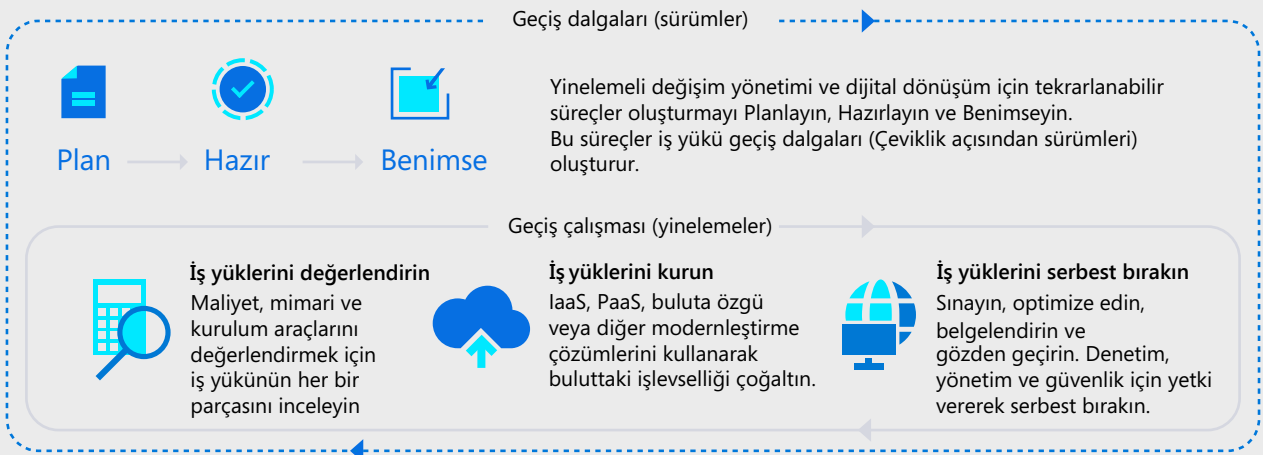 Geçiş dalgaları (sürümler)
Plan
Hazır
Benimse
Yinelemeli değişim yönetimi ve dijital dönüşüm için tekrarlanabilir
süreçler oluşturmayı Planlayın, Hazırlayın ve Benimseyin.
Bu süreçler iş yükü geçiş dalgaları (Çeviklik açısından sürümleri)
oluşturur.
Geçiş çalışması (yinelemeler)
İş yüklerini değerlendirin
Maliyet, mimari ve
kurulum araçlarını
değerlendirmek için
iş yükünün her bir
parçasını inceleyin
İş yüklerini kurun
IaaS, PaaS, buluta özgü
veya diğer modernleştirme
çözümlerini kullanarak
buluttaki işlevselliği çoğaltın.
İş yüklerini serbest bırakın
Sınayın, optimize edin,
belgelendirin ve
gözden geçirin. Denetim,
yönetim ve güvenlik için yetki
vererek serbest bırakın.